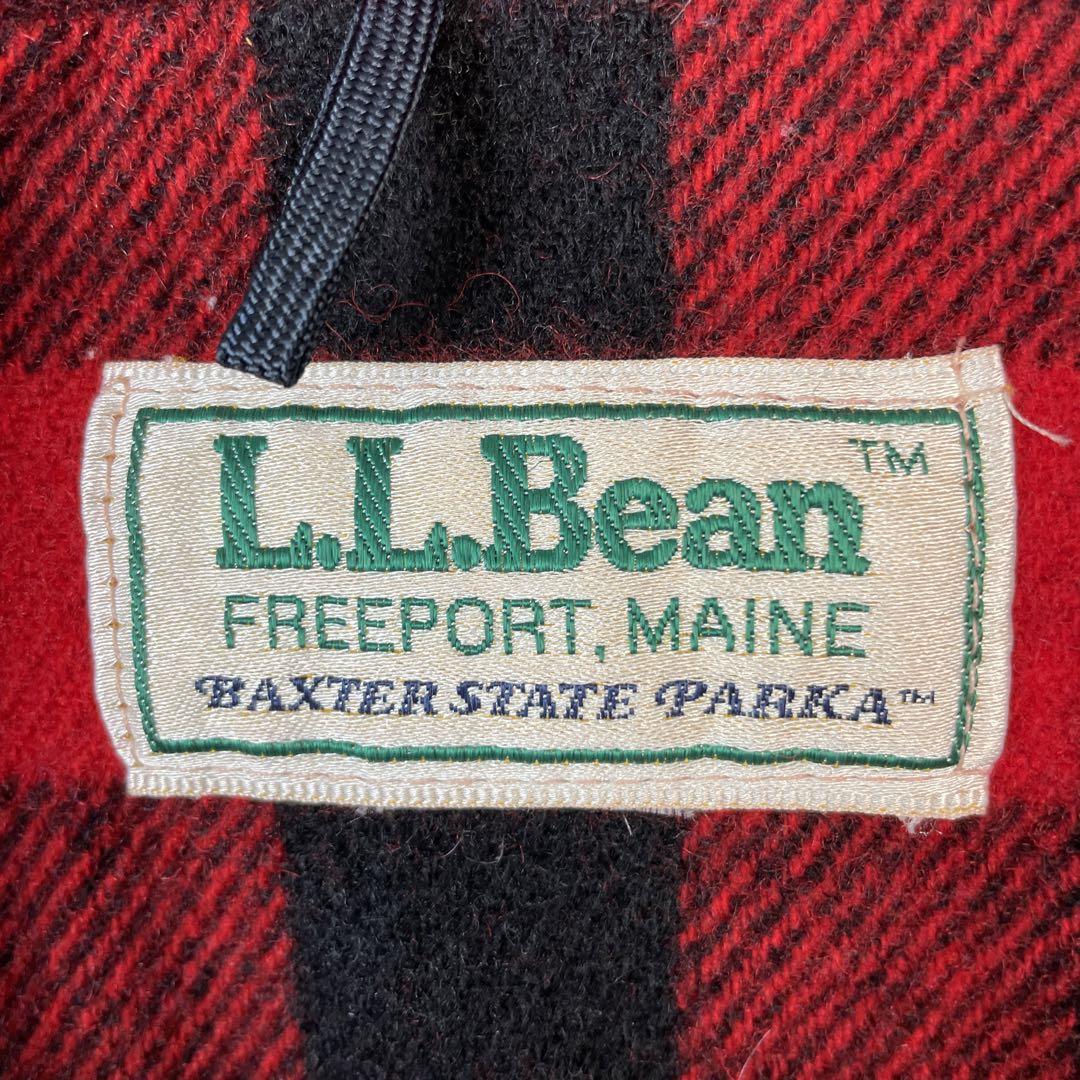 L.L.Bean™
FREEPORT, MAINE
BAXTER STATE PARKA™